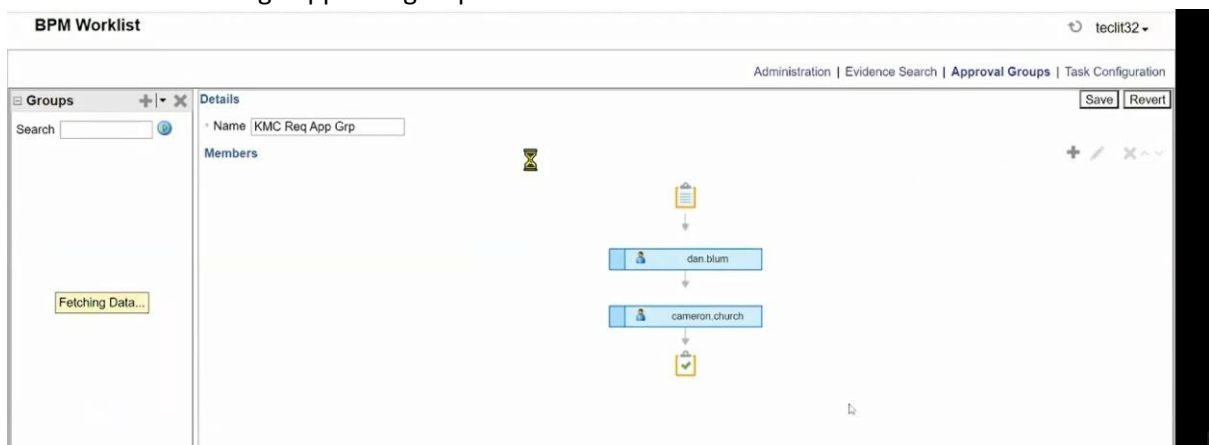 BPM Worklist
teclit32
Administration | Evidence Search | Approval Groups | Task Configuration
Groups
Details
Save Revert
Search
Name KMC Req App Grp
Members
dan.blum
Fetching Data...
cameron.church